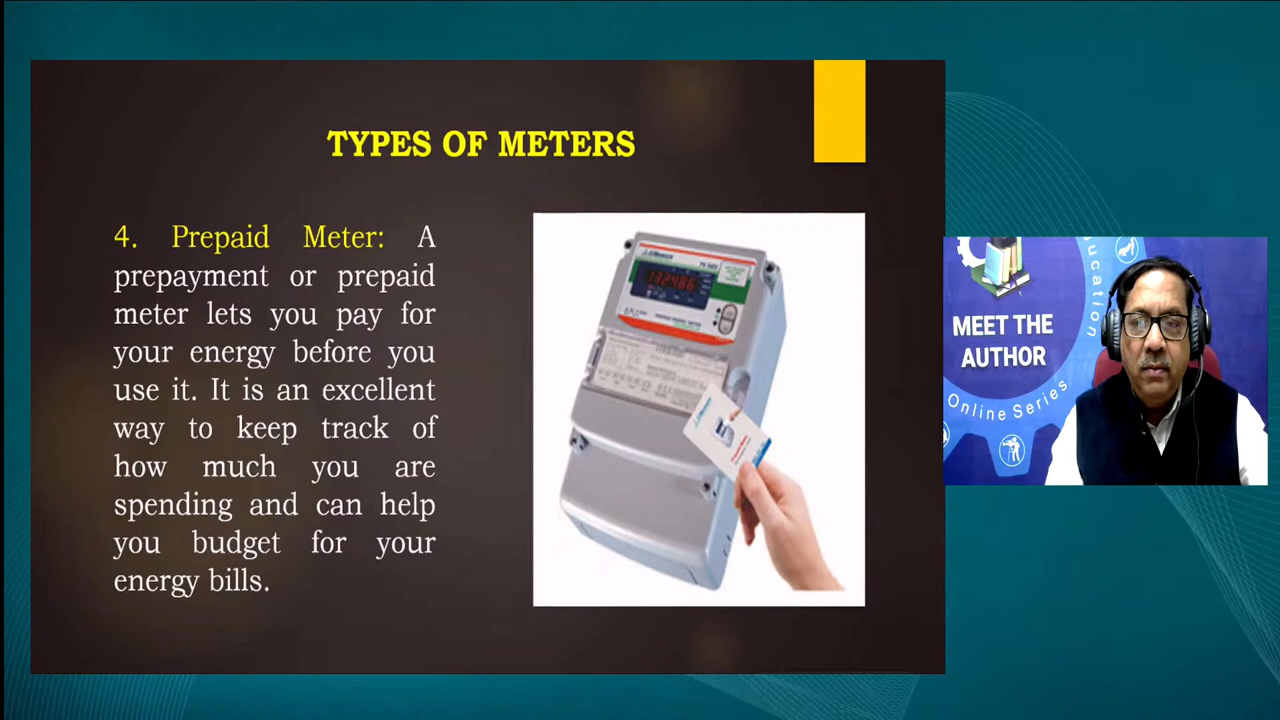 TYPES OF METERS
4. Prepaid Meter: A
prepayment or prepaid
meter lets you pay for
your energy before you
use it. It is an excellent
way to keep track of
how much you are
spending and can help
you budget for your
energy bills.
MEET THE
AUTHOR
Online Series
ucation